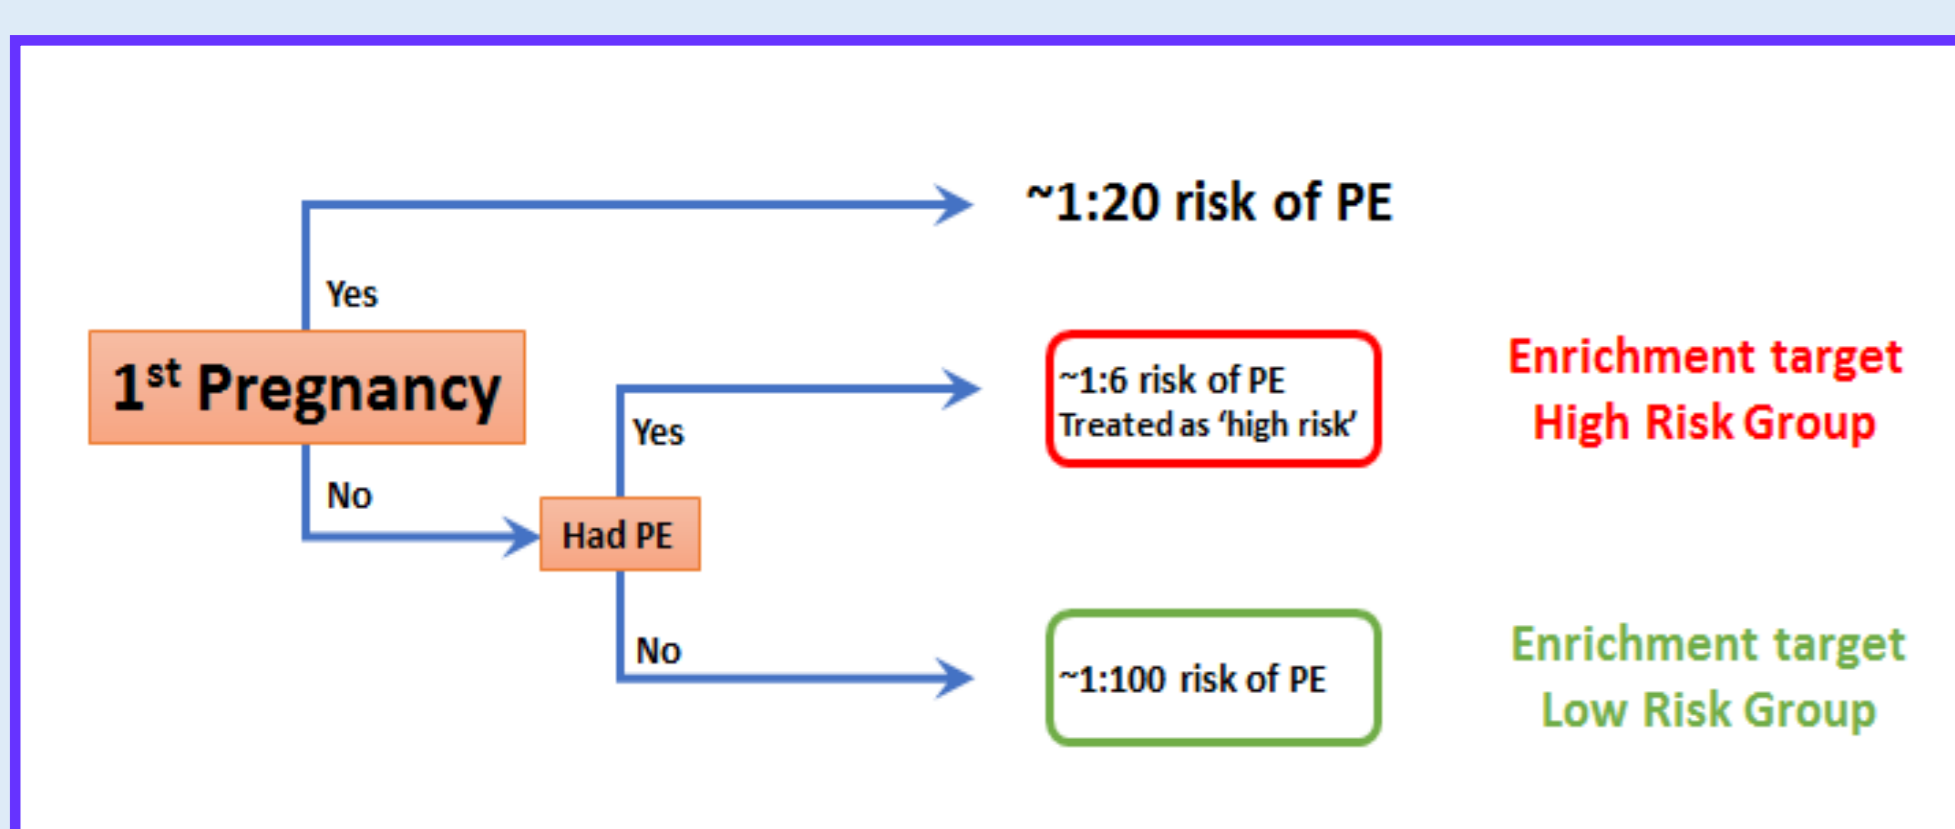 ~1:20 risk of PE
Yes
1st Pregnancy
No
Had PE
Yes
~1:6 risk of PE
Treated as ‘high risk’
Enrichment target
High Risk Group
No
~1:100 risk of PE
Enrichment target
Low Risk Group